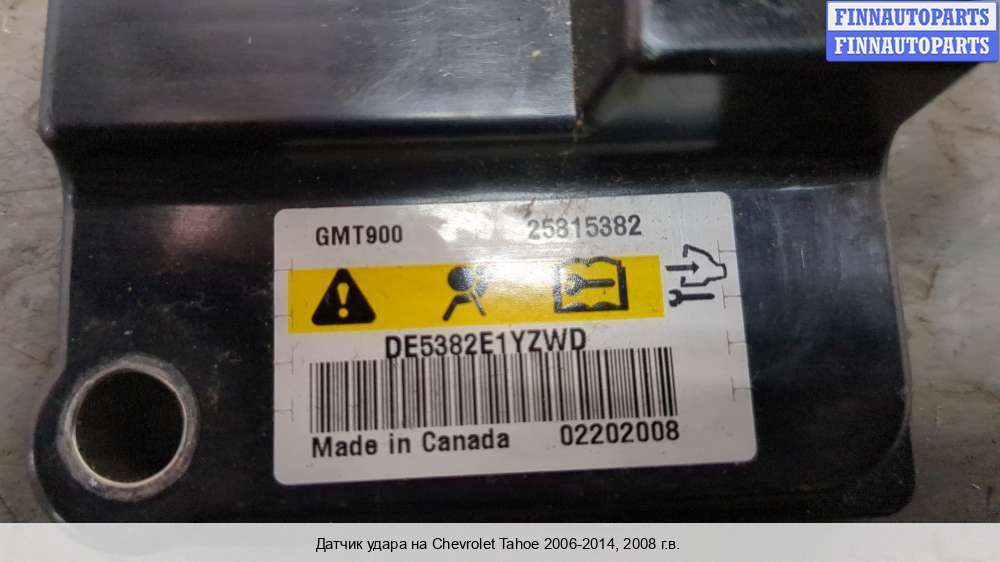 FINNAUTOPARTS
FINNAUTOPARTS
GMT900 25815382
DE5382E1YZWD
Made in Canada 02202008
Датчик удара на Chevrolet Tahoe 2006-2014, 2008 г.в.